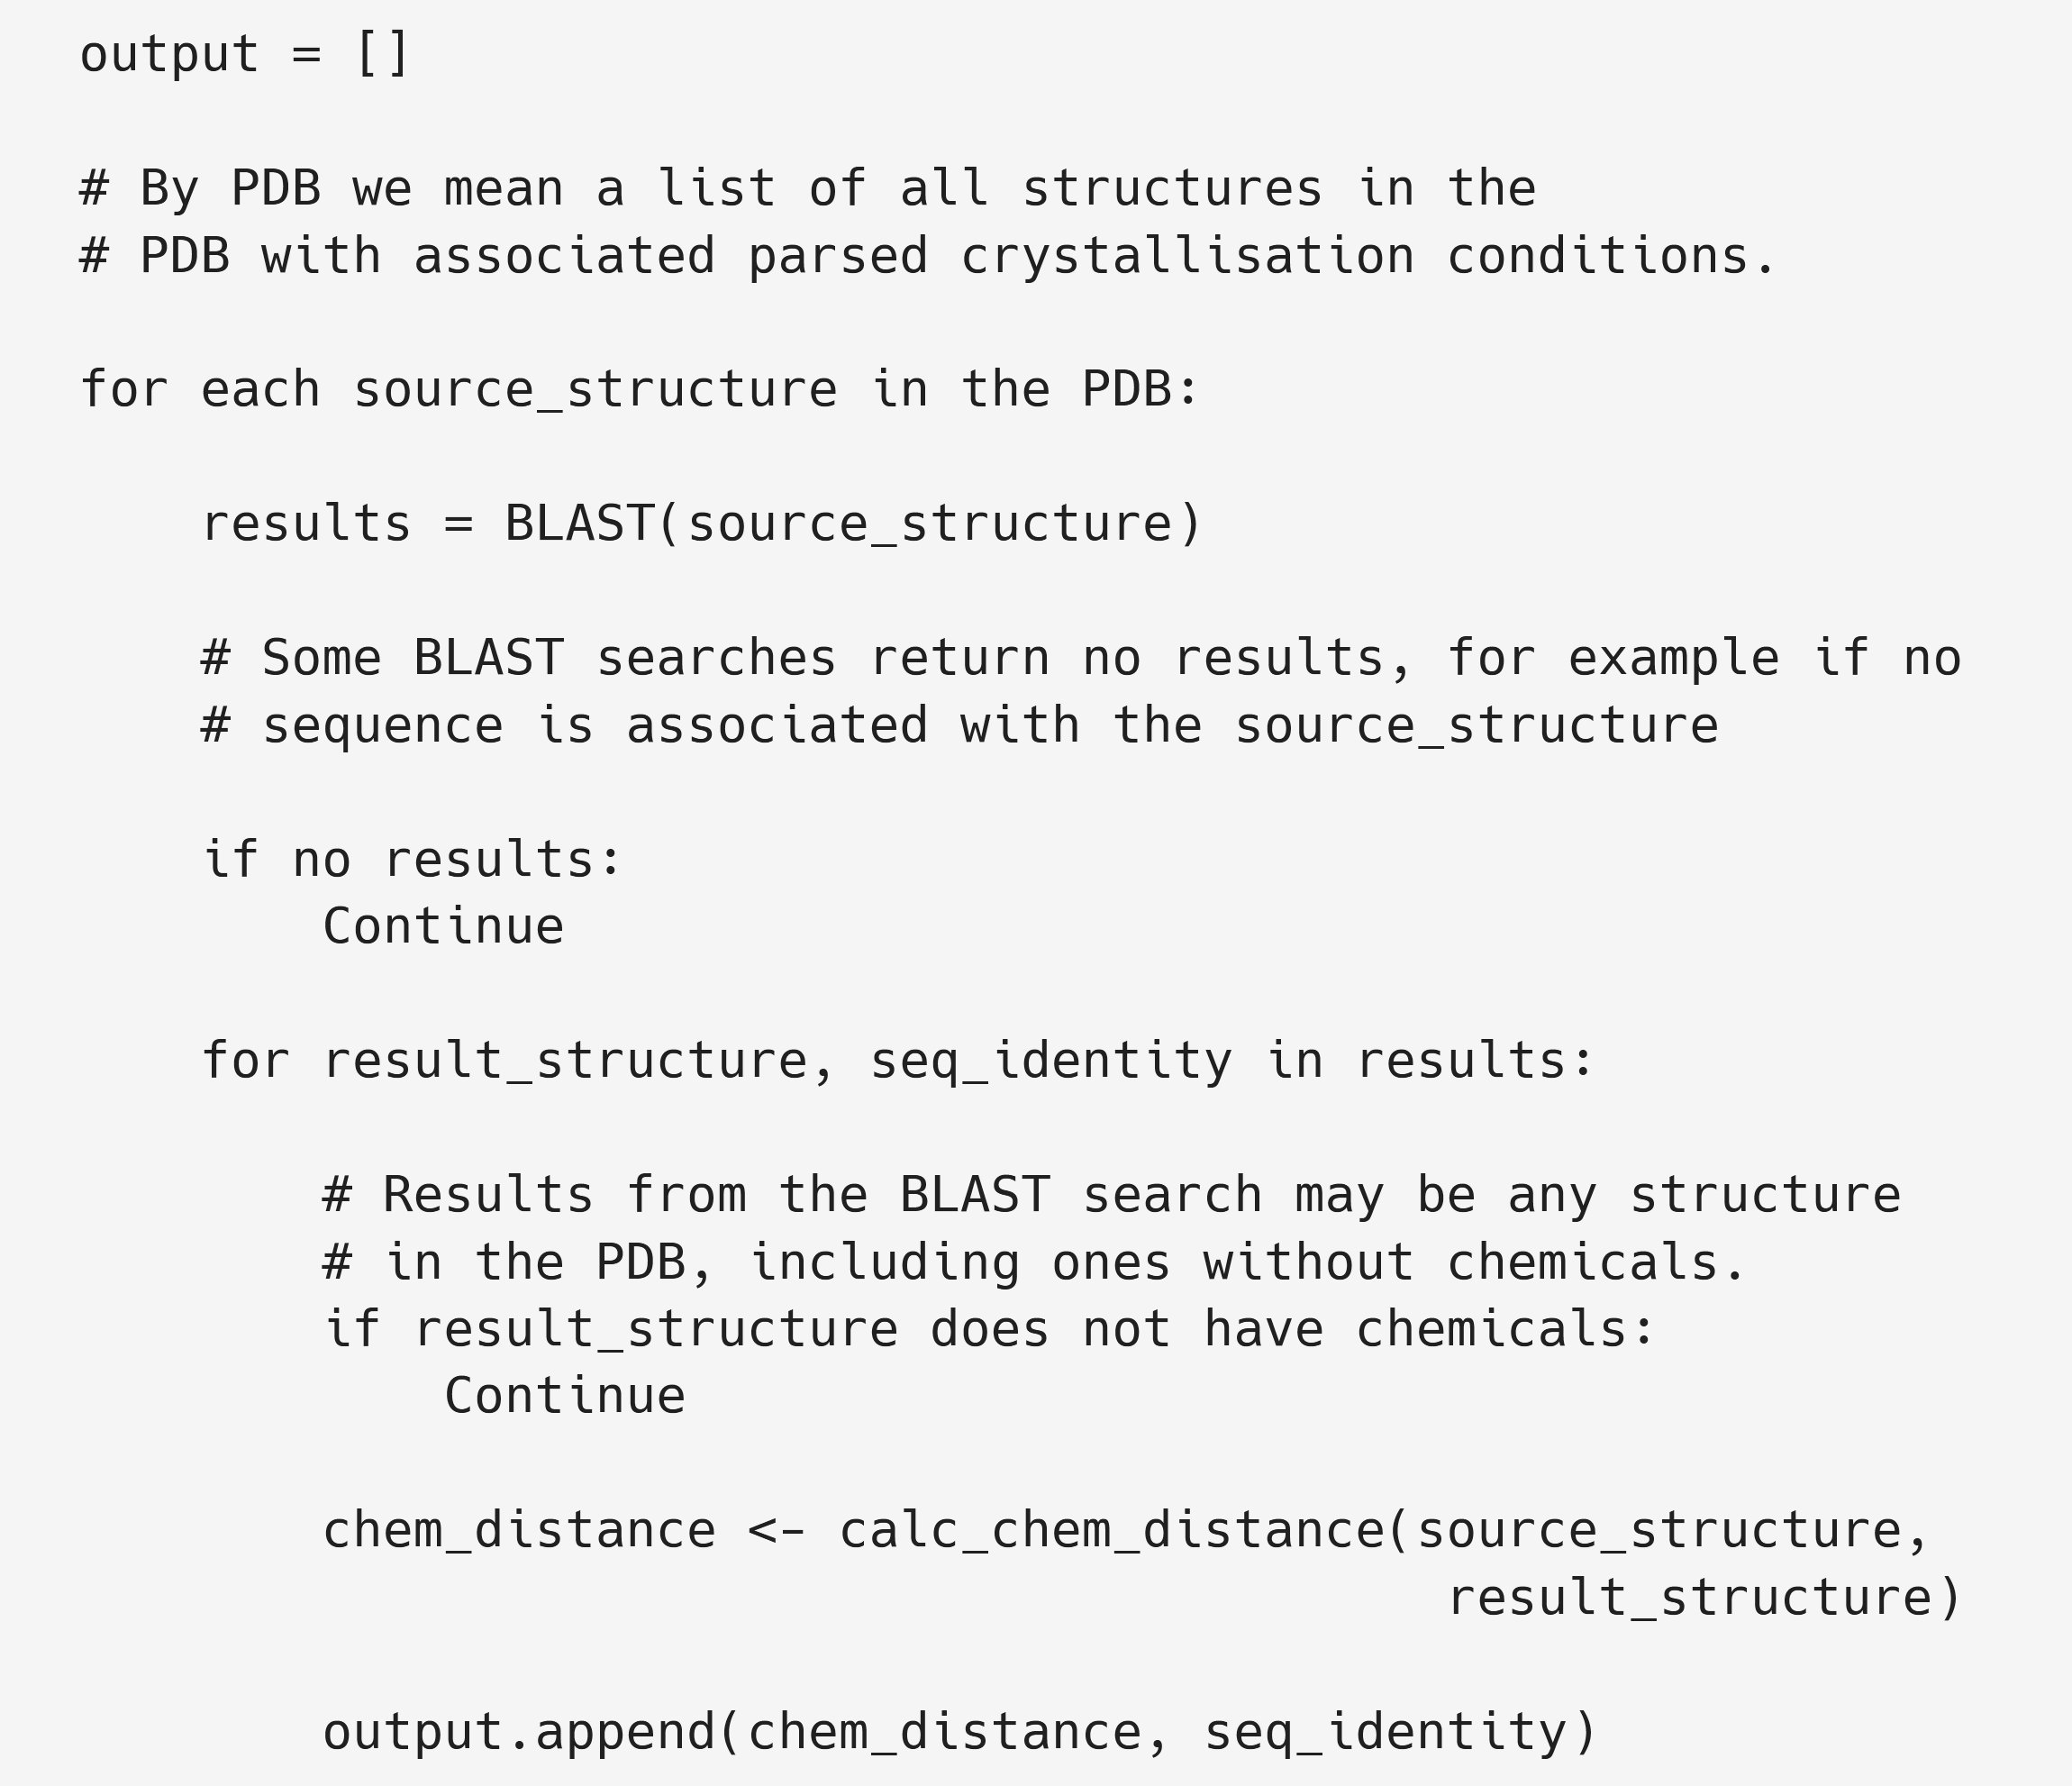 output = []
# By PDB we mean a list of all structures in the
# PDB with associated parsed crystallisation conditions.
for each source_structure in the PDB:
    results = BLAST(source_structure)
    # Some BLAST searches return no results, for example if no
    # sequence is associated with the source_structure
    if no results:
        Continue
    for result_structure, seq_identity in results:
        # Results from the BLAST search may be any structure
        # in the PDB, including ones without chemicals.
        if result_structure does not have chemicals:
            Continue
        chem_distance <- calc_chem_distance(source_structure,
                                             result_structure)
        output.append(chem_distance, seq_identity)